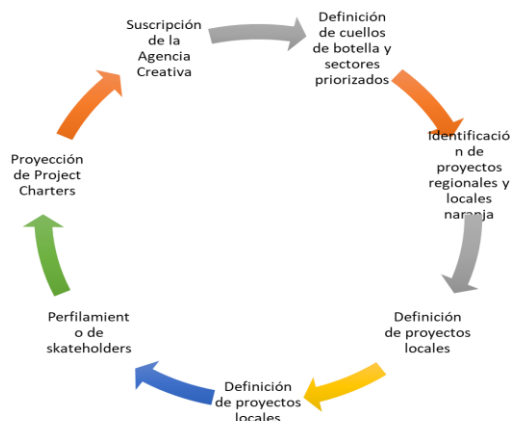 Suscripción
de la
Agencia
Creativa
Definición
de cuellos
de botella y
sectores
priorizados
Identificació
n de
proyectos
regionales y
locales
naranja
Definición
de proyectos
locales
Definición
de proyectos
locales
Perfilamient
o de
skateholders
Proyección
de Project
Charters